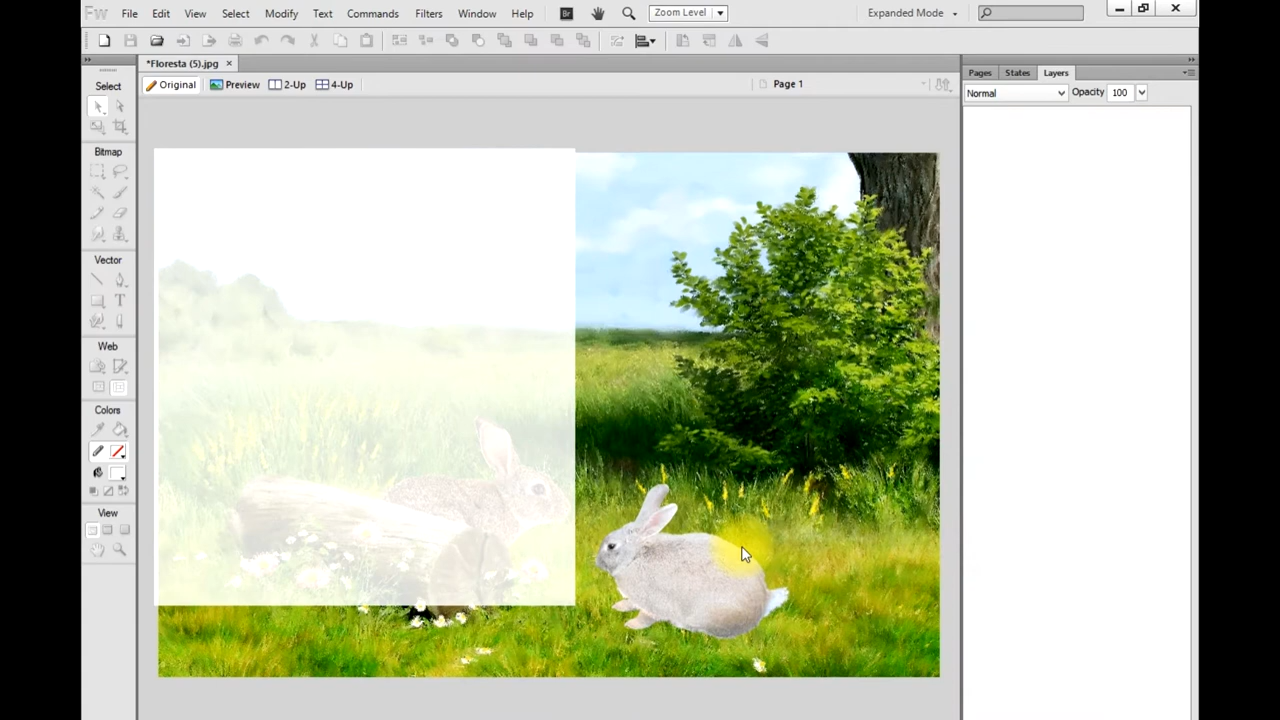 Fw File Edit View Select Modify Text Commands Filters Window Help Br Zoom Level Expanded Mode
*Floresta (5).jpg
Original Preview 2-Up 4-Up Page 1
Pages States Layers
Normal Opacity 100
Select
Bitmap
Vector
T
Web
Colors
View